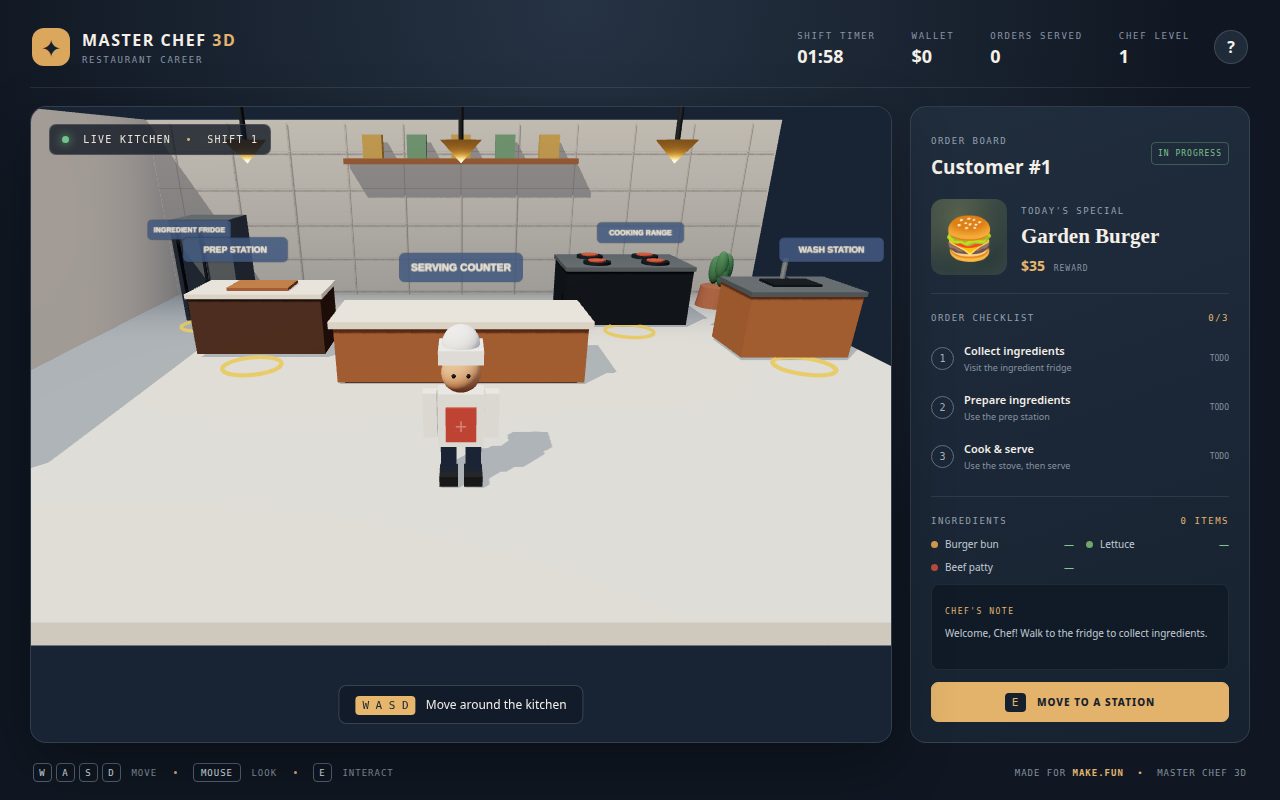 MASTER CHEF 3D
RESTAURANT CAREER
SHIFT TIMER
01:58
WALLET
$0
ORDERS SERVED
0
CHEF LEVEL
1
?
LIVE KITCHEN • SHIFT 1
INGREDIENT FRIDGE
PREP STATION
SERVING COUNTER
COOKING RANGE
WASH STATION
W A S D Move around the kitchen
ORDER BOARD
Customer #1
IN PROGRESS
TODAY'S SPECIAL
Garden Burger
$35 REWARD
ORDER CHECKLIST 0/3
1 Collect ingredients TODO
Visit the ingredient fridge
2 Prepare ingredients TODO
Use the prep station
3 Cook & serve TODO
Use the stove, then serve
INGREDIENTS 0 ITEMS
Burger bun — Lettuce —
Beef patty —
CHEF'S NOTE
Welcome, Chef! Walk to the fridge to collect ingredients.
E MOVE TO A STATION
W A S D MOVE • MOUSE LOOK • E INTERACT
MADE FOR MAKE.FUN • MASTER CHEF 3D